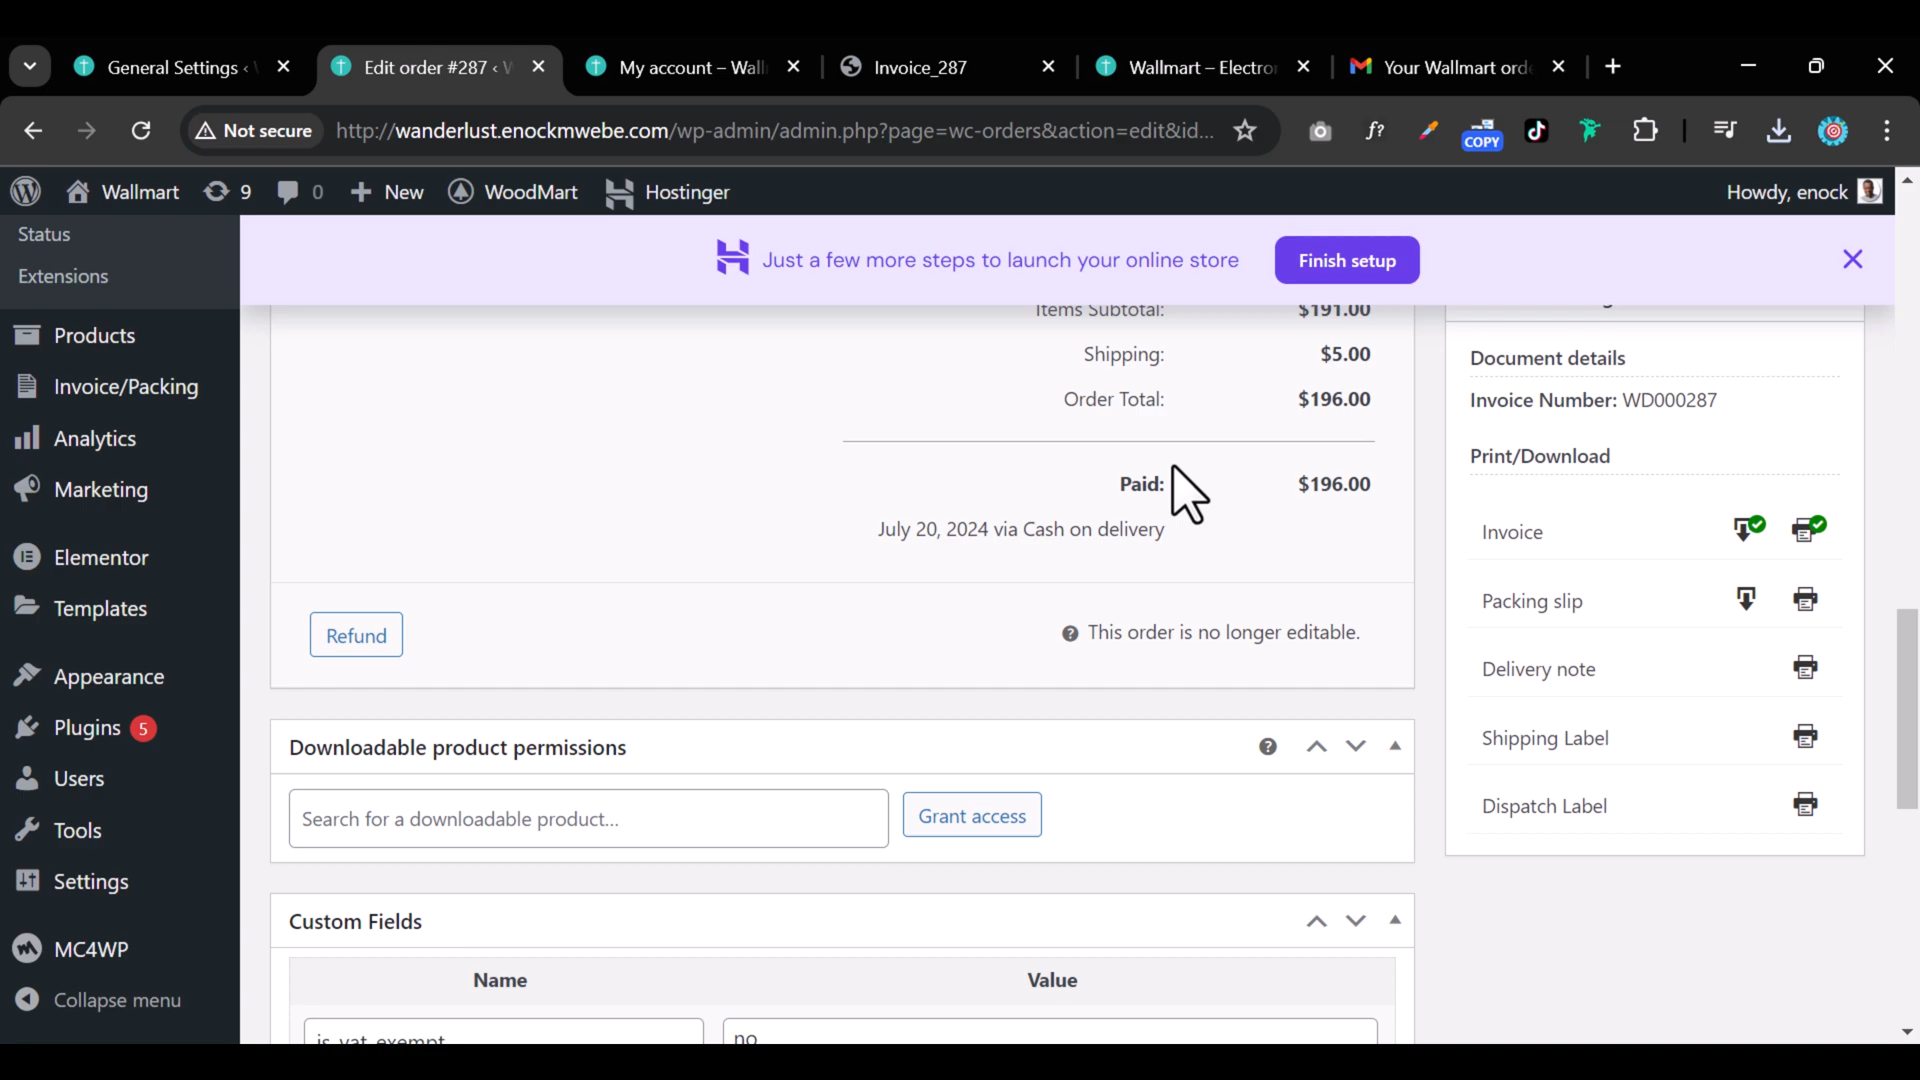 General Settings ‹
Edit order #287 ‹ W
My account – Wall
Invoice_287
Wallmart – Electro
Your Wallmart ord
Not secure
http://wanderlust.enockmwebe.com/wp-admin/admin.php?page=wc-orders&action=edit&id...
f?
COPY
Wallmart
9
0
New
WoodMart
Hostinger
Howdy, enock
Status
Extensions
Products
Invoice/Packing
Analytics
Marketing
Elementor
Templates
Appearance
Plugins 5
Users
Tools
Settings
MC4WP
Collapse menu
Just a few more steps to launch your online store
Finish setup
Items Subtotal: $191.00
Shipping: $5.00
Order Total: $196.00
Paid: $196.00
July 20, 2024 via Cash on delivery
Refund
This order is no longer editable.
Downloadable product permissions
Search for a downloadable product...
Grant access
Custom Fields
Name Value
is_vat_exempt no
Document details
Invoice Number: WD000287
Print/Download
Invoice
Packing slip
Delivery note
Shipping Label
Dispatch Label